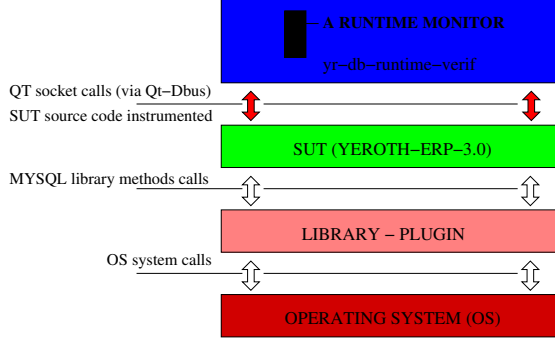 A RUNTIME MONITOR
yr−db−runtime−verif
QT socket calls (via Qt−Dbus)
SUT source code instrumented
SUT (YEROTH−ERP−3.0)
MYSQL library methods calls
LIBRARY − PLUGIN
OS system calls
OPERATING SYSTEM (OS)